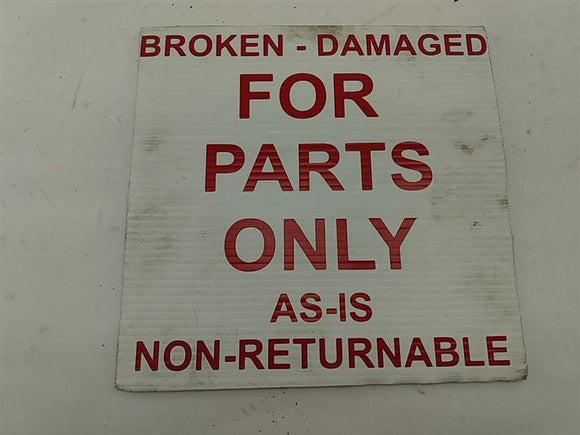 BROKEN - DAMAGED
FOR
PARTS
ONLY
AS-IS
NON-RETURNABLE